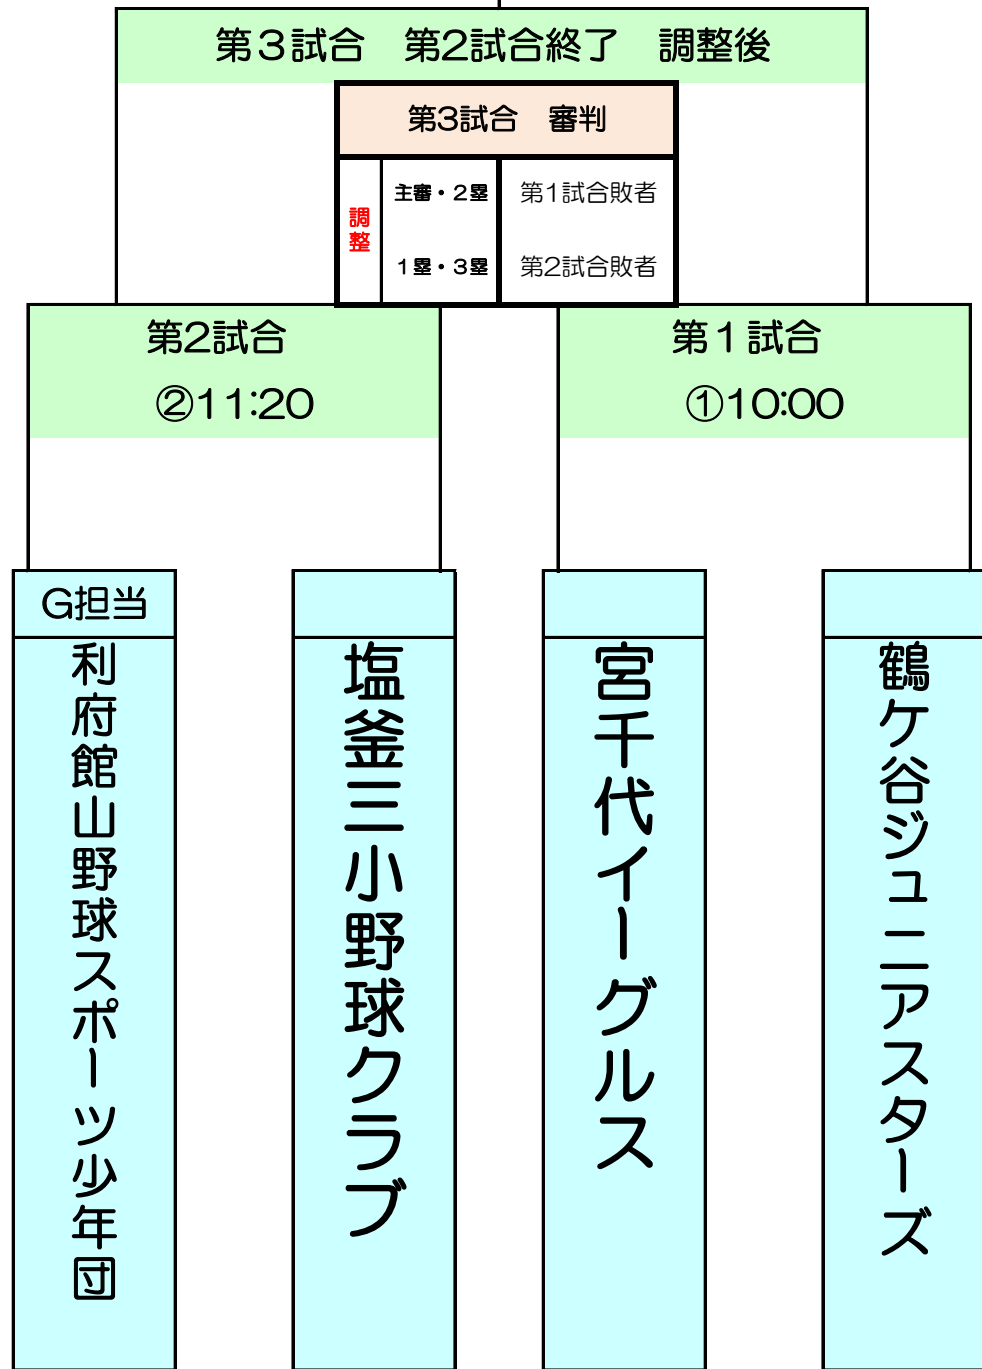 第３試合　第2試合終了　調整後
第3試合　審判
調整
主審・２塁
第1試合敗者
１塁・３塁
第2試合敗者
第2試合
②11:20
第１試合
①10:00
G担当
利府館山野球スポーツ少年団
塩釜三小野球クラブ
宮千代イーグルス
鶴ケ谷ジュニアスターズ